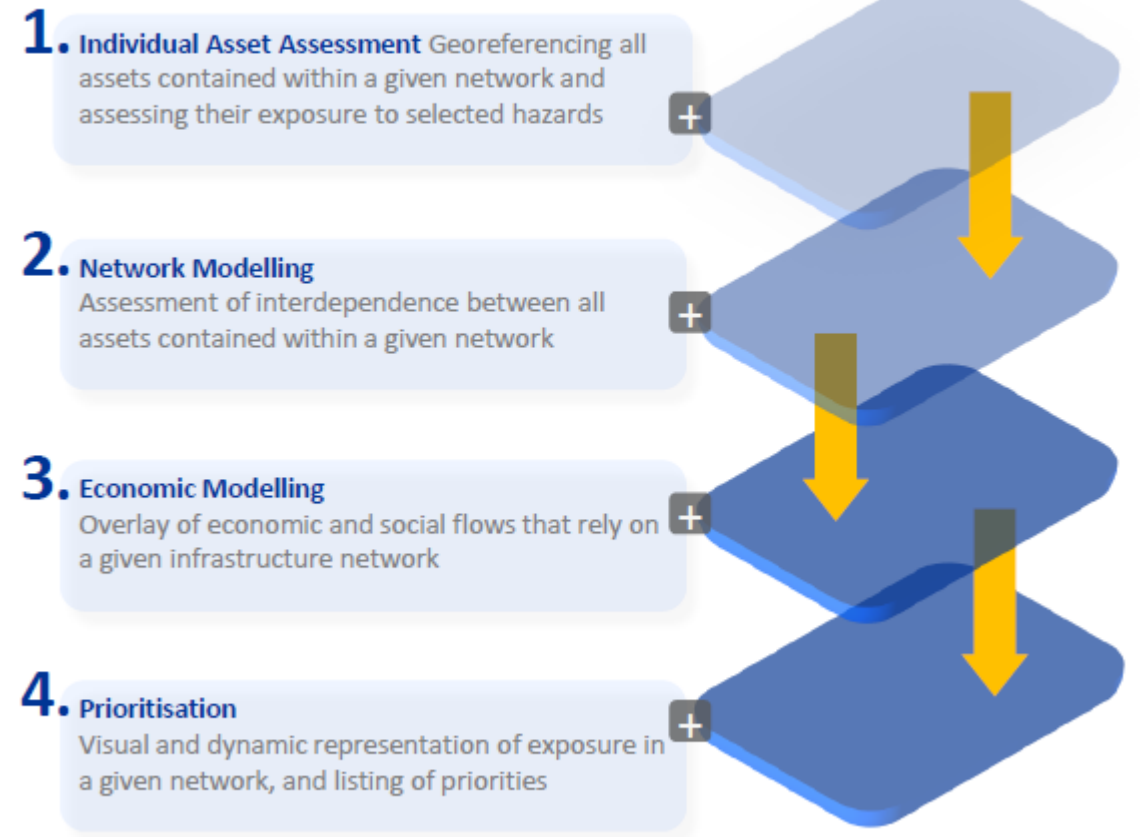 1. Individual Asset Assessment Georeferencing all
assets contained within a given network and
assessing their exposure to selected hazards
+
2. Network Modelling
Assessment of interdependence between all
assets contained within a given network
+
3. Economic Modelling
Overlay of economic and social flows that rely on
a given infrastructure network
+
4. Prioritisation
Visual and dynamic representation of exposure in
a given network, and listing of priorities
+